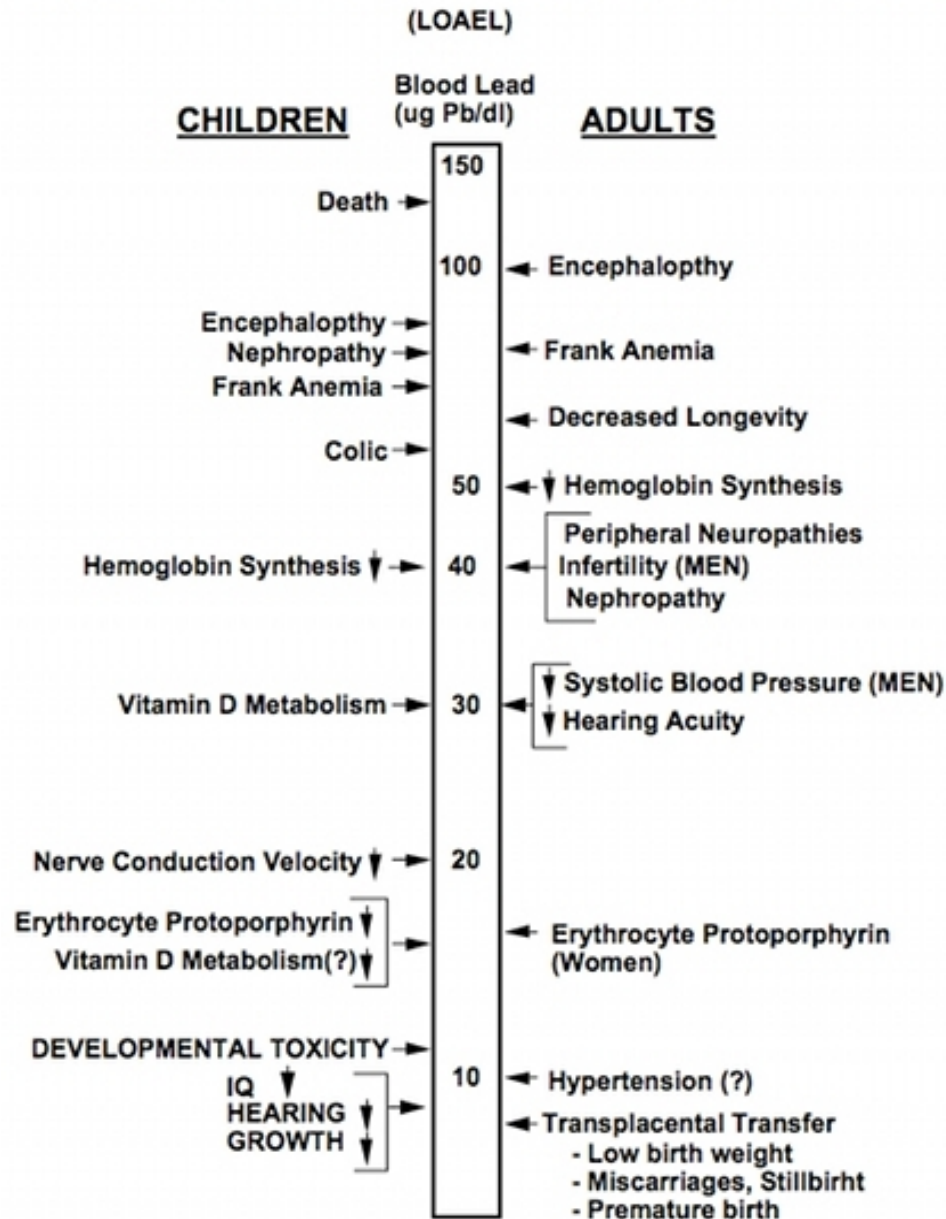 (LOAEL)
Blood Lead
(ug Pb/dl)
CHILDREN
ADULTS
150
Death
100
Encephalopthy
Encephalopthy
Nephropathy
Frank Anemia
Frank Anemia
Decreased Longevity
Colic
50
Hemoglobin Synthesis
Peripheral Neuropathies
Hemoglobin Synthesis
40
Infertility (MEN)
Nephropathy
Systolic Blood Pressure (MEN)
Vitamin D Metabolism
30
Hearing Acuity
Nerve Conduction Velocity
20
Erythrocyte Protoporphyrin
Vitamin D Metabolism(?)
Erythrocyte Protoporphyrin
(Women)
DEVELOPMENTAL TOXICITY
IQ
HEARING
GROWTH
10
Hypertension (?)
Transplacental Transfer
- Low birth weight
- Miscarriages, Stillbirht
- Premature birth